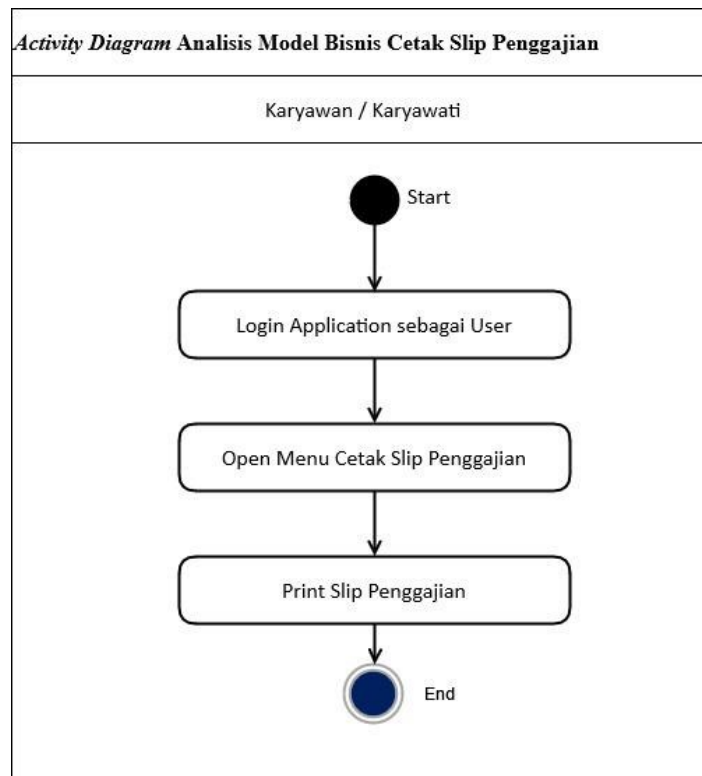 Activity Diagram Analisis Model Bisnis Cetak Slip Penggajian
Karyawan / Karyawati
Start
Login Application sebagai User
Open Menu Cetak Slip Penggajian
Print Slip Penggajian
End